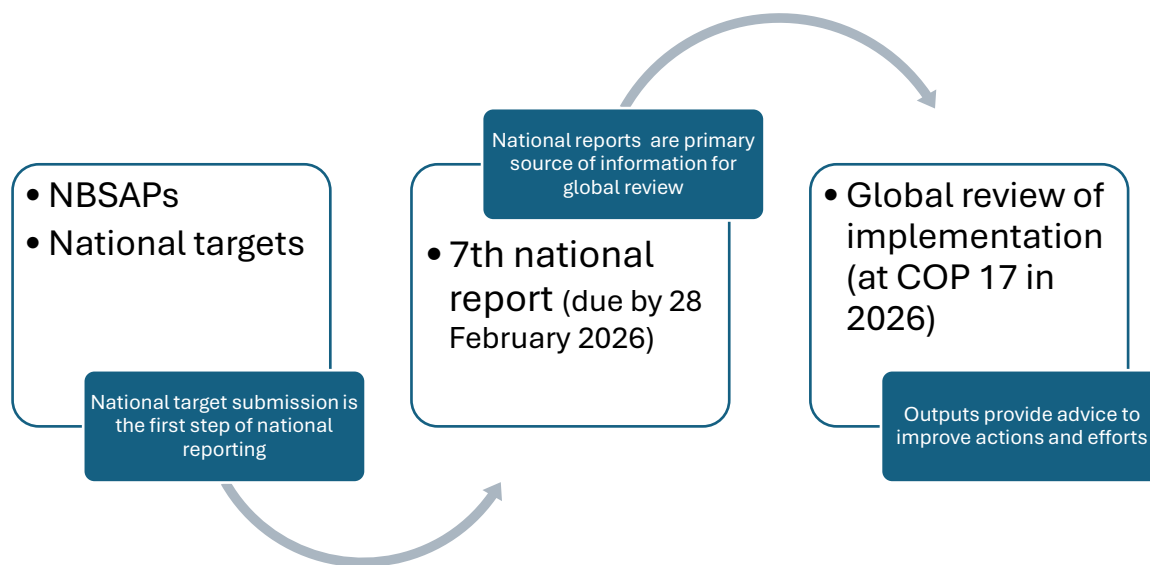 • NBSAPs
• National targets
National target submission is
the first step of national
reporting
National reports are primary
source of information for
global review
• 7th national
report (due by 28
February 2026)
• Global review of
implementation
(at COP 17 in
2026)
Outputs provide advice to
improve actions and efforts